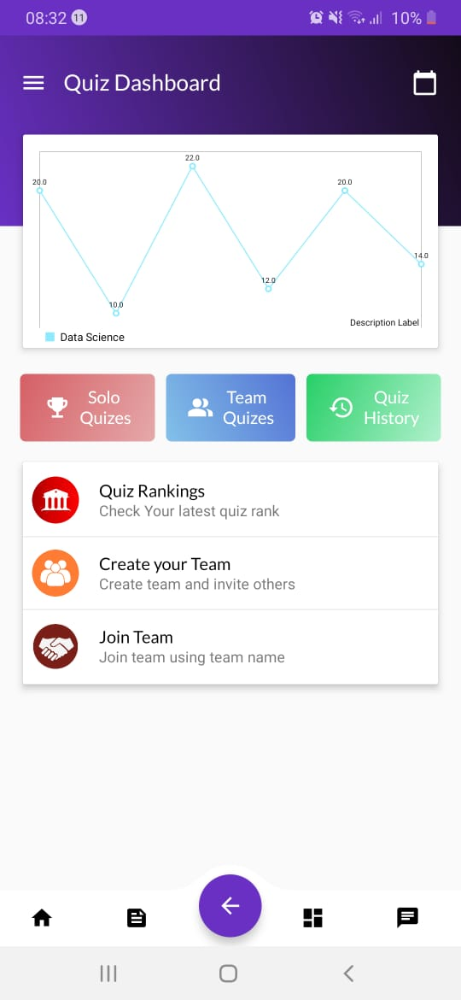 08:32 11 10%
Quiz Dashboard
22.0
20.0 20.0
14.0
12.0
10.0
Description Label
Data Science
Solo
Quizes
Team
Quizes
Quiz
History
Quiz Rankings
Check Your latest quiz rank
Create your Team
Create team and invite others
Join Team
Join team using team name